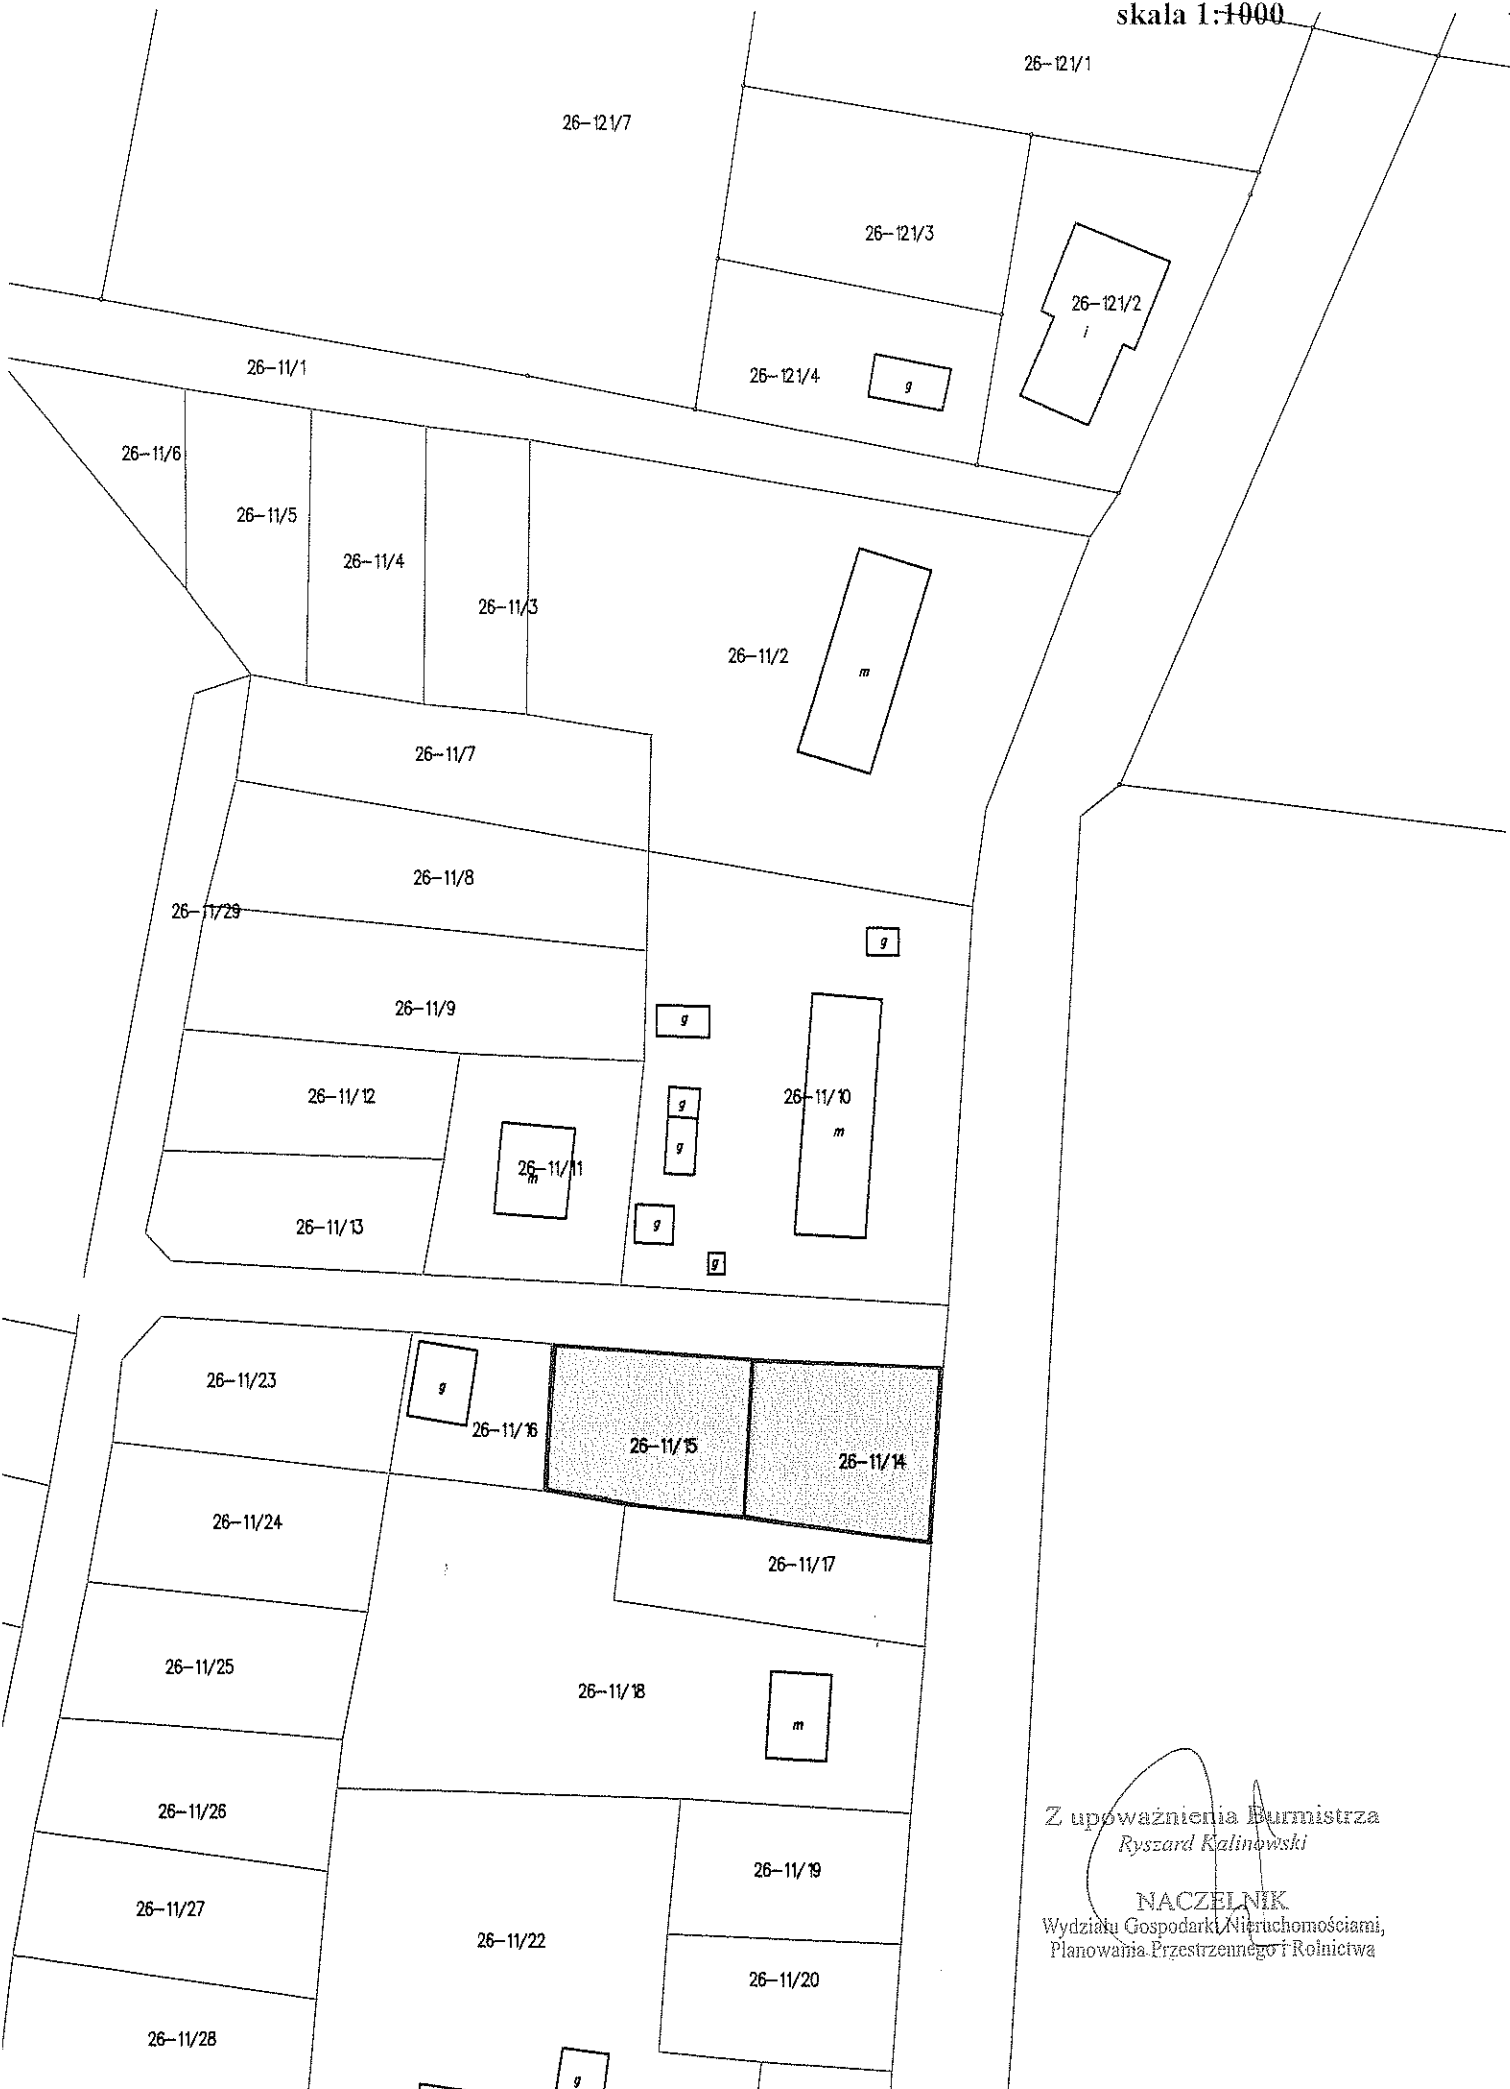 skala 1:1000
26-121/1
26-121/7
26-121/3
26-121/2
i
26-11/1
26-121/4
g
26-11/6
26-11/5
26-11/4
26-11/3
26-11/2
m
26-11/7
26-11/8
26-11/29
g
26-11/9
g
26-11/12
g
26-11/10
m
g
26-11/11
m
26-11/13
g
g
26-11/23
g
26-11/16
26-11/15
26-11/14
26-11/24
26-11/17
26-11/25
26-11/18
m
26-11/26
Z upoważnienia Burmistrza
Ryszard Kalinowski
26-11/19
NACZELNIK
26-11/27
Wydziału Gospodarki Nieruchomościami,
26-11/22
Planowania Przestrzennego i Rolnictwa
26-11/20
26-11/28
g